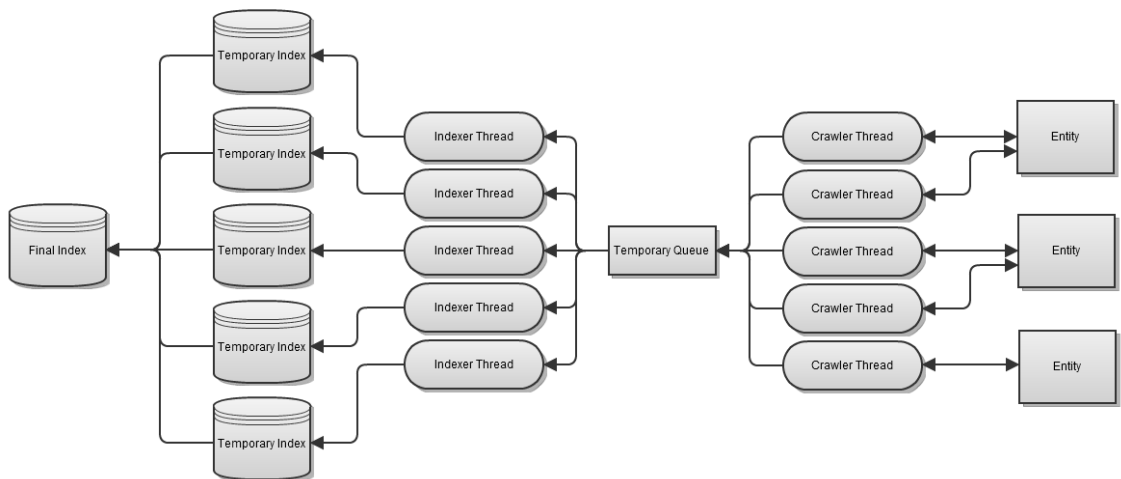 Temporary Index
Temporary Index
Temporary Index
Temporary Index
Temporary Index
Final Index
Indexer Thread
Indexer Thread
Indexer Thread
Indexer Thread
Indexer Thread
Temporary Queue
Crawler Thread
Crawler Thread
Crawler Thread
Crawler Thread
Crawler Thread
Entity
Entity
Entity